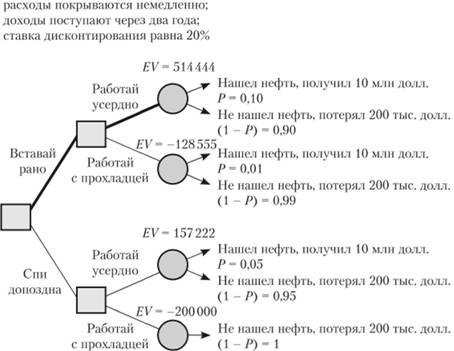 расходы покрываются немедленно;
доходы поступают через два года;
ставка дисконтирования равна 20%
EV = 514 444
Работай
усердно
Нашел нефть, получил 10 млн долл.
P = 0,10
Не нашел нефть, потерял 200 тыс. долл.
(1 – P) = 0,90
EV = –128 555
Вставай
рано
Работай
с прохладцей
Нашел нефть, получил 10 млн долл.
P = 0,01
Не нашел нефть, потерял 200 тыс. долл.
(1 – P) = 0,99
EV = 157 222
Работай
усердно
Нашел нефть, получил 10 млн долл.
P = 0,05
Не нашел нефть, потерял 200 тыс. долл.
(1 – P) = 0,95
Спи
допоздна
EV = –200 000
Работай
с прохладцей
Не нашел нефть, потерял 200 тыс. долл.
(1 – P) = 1